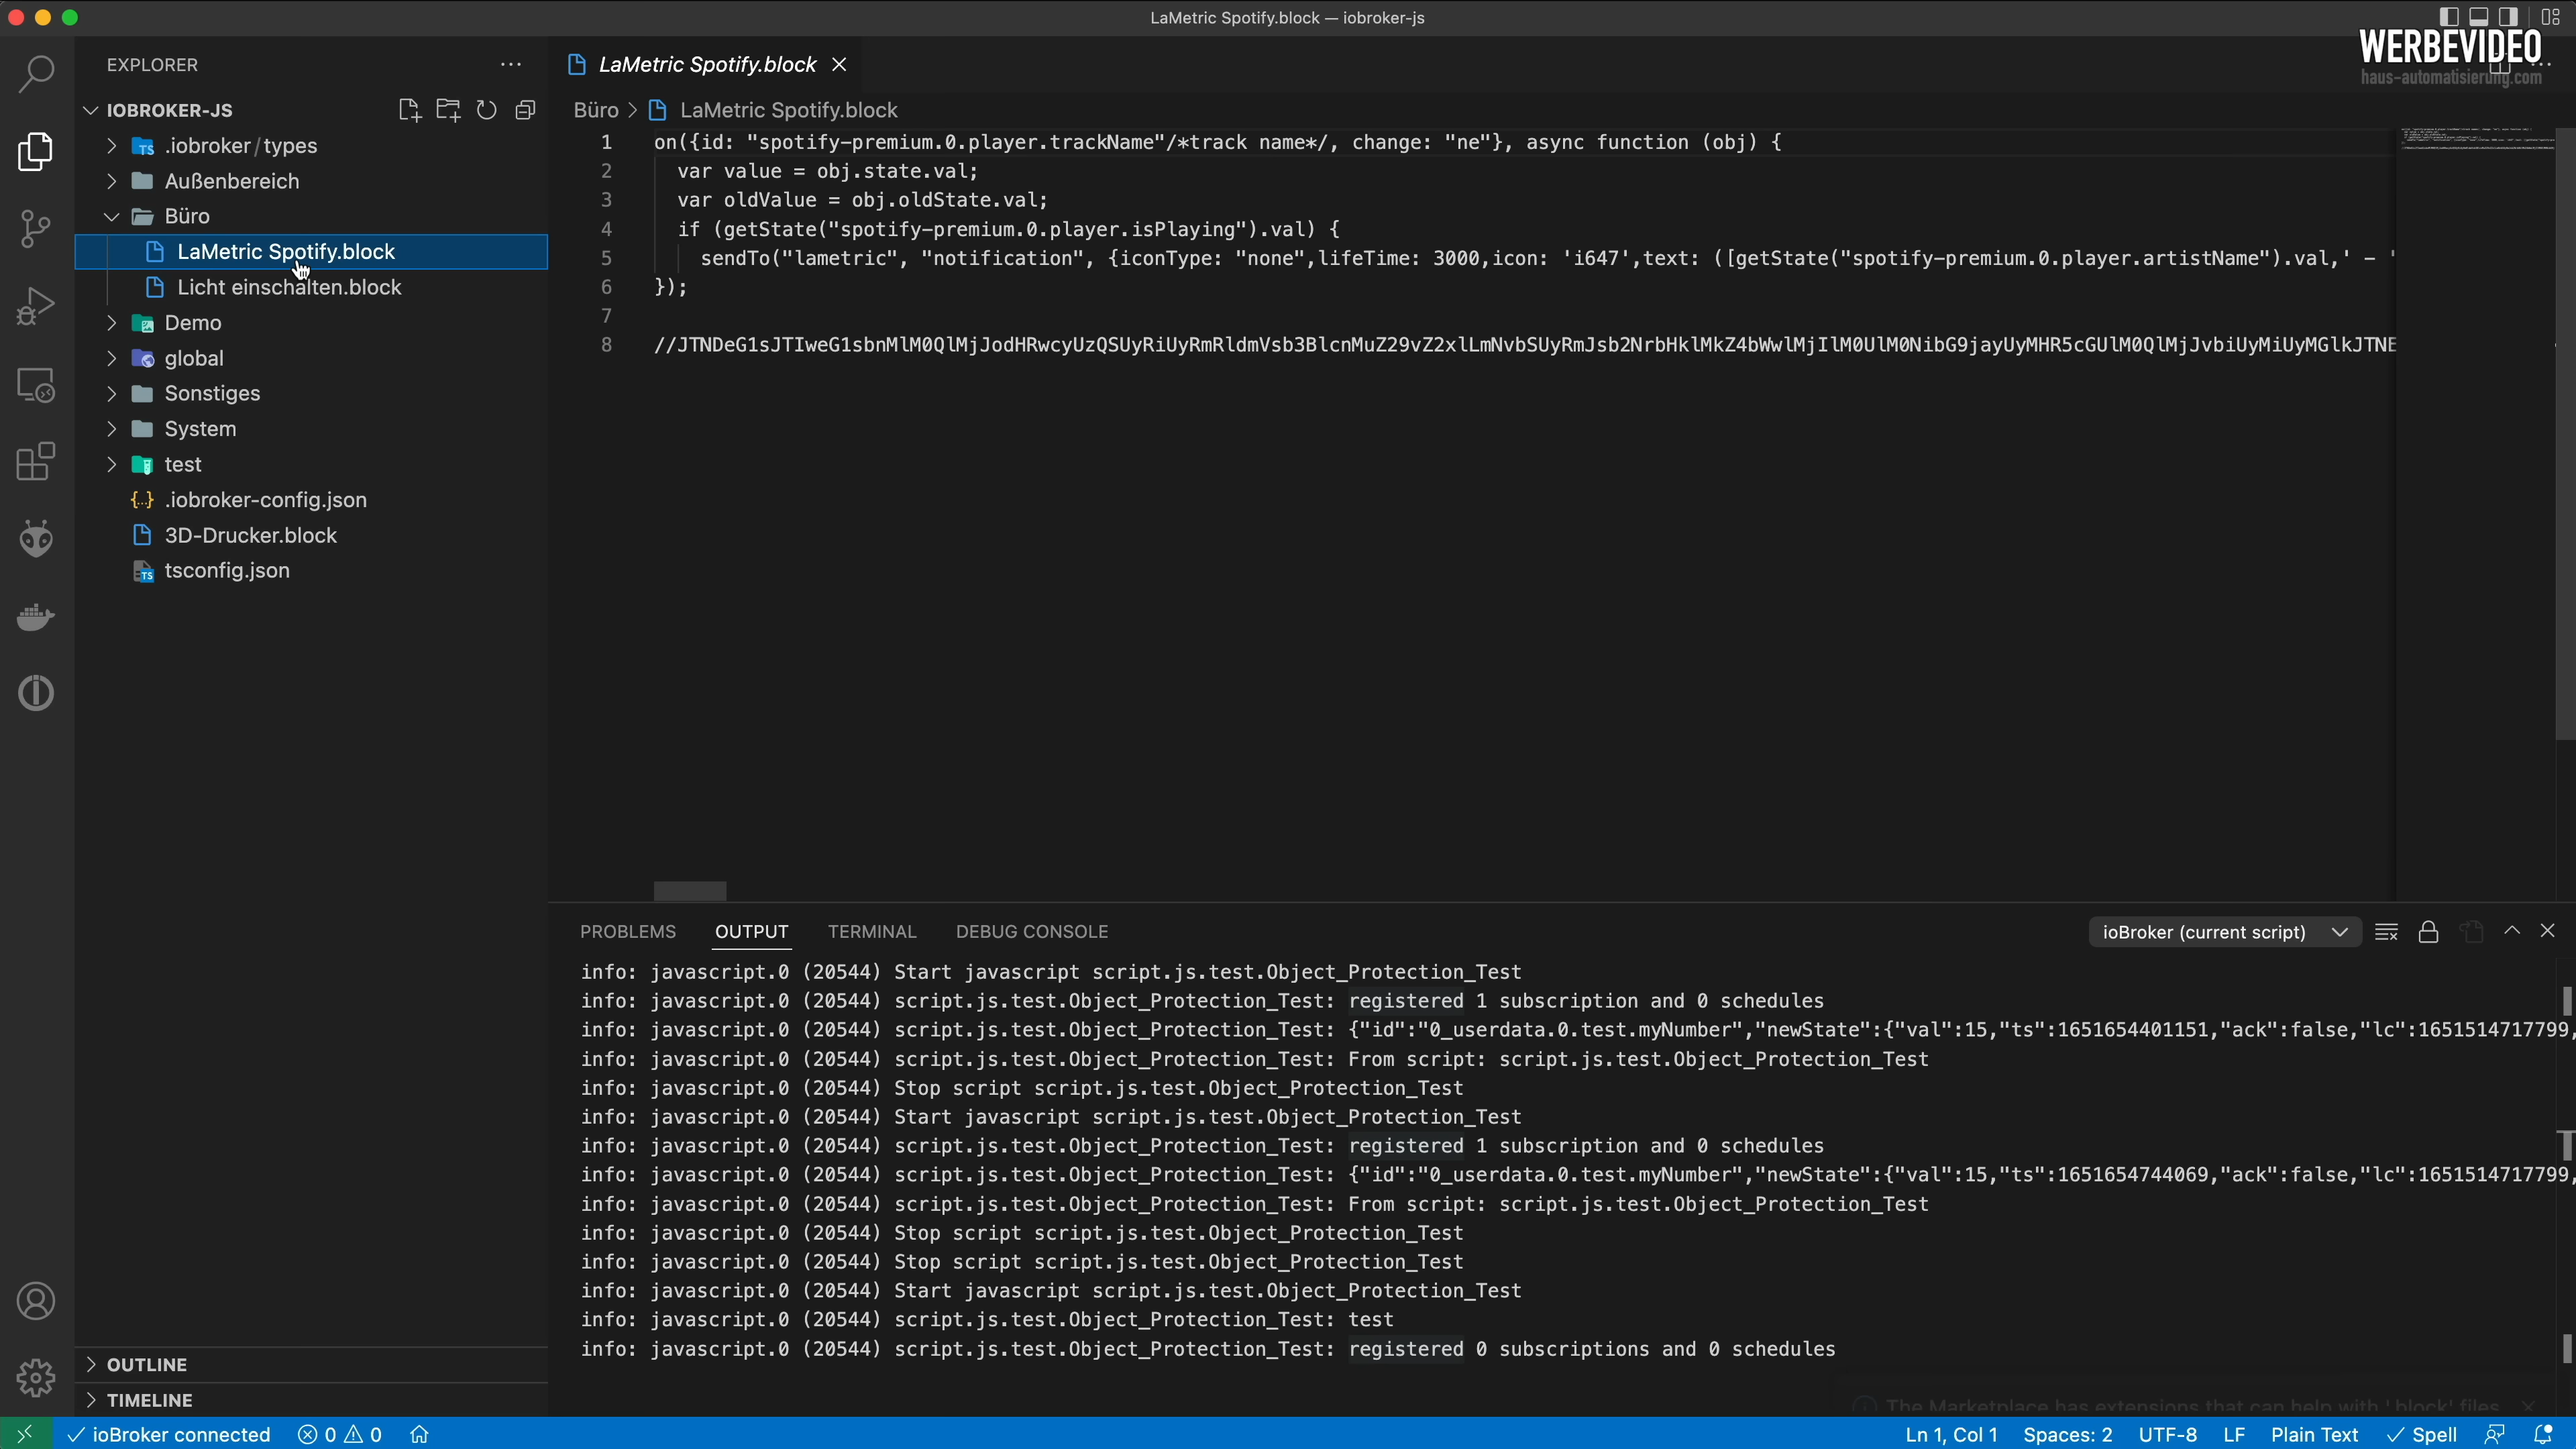 LaMetric Spotify.block — iobroker-js
WERBEVIDEO
haus-automatisierung.com
EXPLORER
LaMetric Spotify.block
IOBROKER-JS
Büro > LaMetric Spotify.block
.iobroker/types
Außenbereich
Büro
LaMetric Spotify.block
Licht einschalten.block
Demo
global
Sonstiges
System
test
.iobroker-config.json
3D-Drucker.block
tsconfig.json
1 on({id: "spotify-premium.0.player.trackName"/*track name*/, change: "ne"}, async function (obj) {
2 var value = obj.state.val;
3 var oldValue = obj.oldState.val;
4 if (getState("spotify-premium.0.player.isPlaying").val) {
5 sendTo("lametric", "notification", {iconType: "none",lifeTime: 3000,icon: 'i647',text: ([getState("spotify-premium.0.player.artistName").val,' - '
6 });
7
8 //JTNDeG1sJTIweG1sbnMlM0QlMjJodHRwcyUzQSUyRiUyRmRldmVsb3BlcnMuZ29vZ2xlLmNvbSUyRmJsb2NrbHklMkZ4bWwlMjIlM0UlM0NibG9jayUyMHR5cGUlM0QlMjJvbiUyMiUyMGlkJTNE
PROBLEMS OUTPUT TERMINAL DEBUG CONSOLE
ioBroker (current script)
info: javascript.0 (20544) Start javascript script.js.test.Object_Protection_Test
info: javascript.0 (20544) script.js.test.Object_Protection_Test: registered 1 subscription and 0 schedules
info: javascript.0 (20544) script.js.test.Object_Protection_Test: {"id":"0_userdata.0.test.myNumber","newState":{"val":15,"ts":1651654401151,"ack":false,"lc":1651514717799,
info: javascript.0 (20544) script.js.test.Object_Protection_Test: From script: script.js.test.Object_Protection_Test
info: javascript.0 (20544) Stop script script.js.test.Object_Protection_Test
info: javascript.0 (20544) Start javascript script.js.test.Object_Protection_Test
info: javascript.0 (20544) script.js.test.Object_Protection_Test: registered 1 subscription and 0 schedules
info: javascript.0 (20544) script.js.test.Object_Protection_Test: {"id":"0_userdata.0.test.myNumber","newState":{"val":15,"ts":1651654744069,"ack":false,"lc":1651514717799,
info: javascript.0 (20544) script.js.test.Object_Protection_Test: From script: script.js.test.Object_Protection_Test
info: javascript.0 (20544) Stop script script.js.test.Object_Protection_Test
info: javascript.0 (20544) Stop script script.js.test.Object_Protection_Test
info: javascript.0 (20544) Start javascript script.js.test.Object_Protection_Test
info: javascript.0 (20544) script.js.test.Object_Protection_Test: test
info: javascript.0 (20544) script.js.test.Object_Protection_Test: registered 0 subscriptions and 0 schedules
OUTLINE
TIMELINE
The Marketplace has extensions that can help with '.block' files
ioBroker connected 0 0
Ln 1, Col 1 Spaces: 2 UTF-8 LF Plain Text Spell